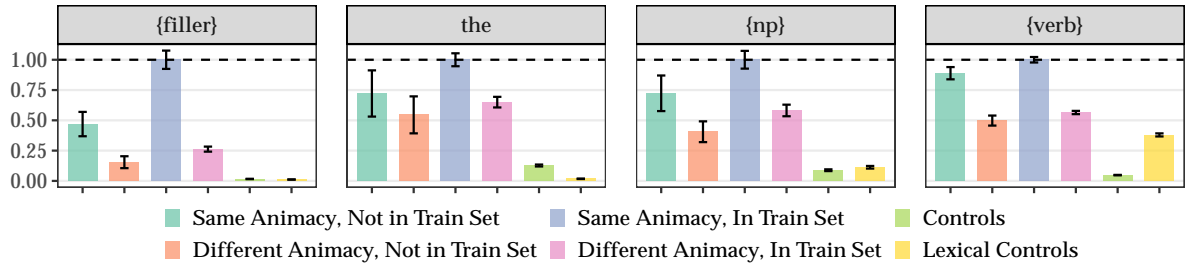 {filler} the {np} {verb}
1.00
0.75
0.50
0.25
0.00
Same Animacy, Not in Train Set Same Animacy, In Train Set Controls
Different Animacy, Not in Train Set Different Animacy, In Train Set Lexical Controls